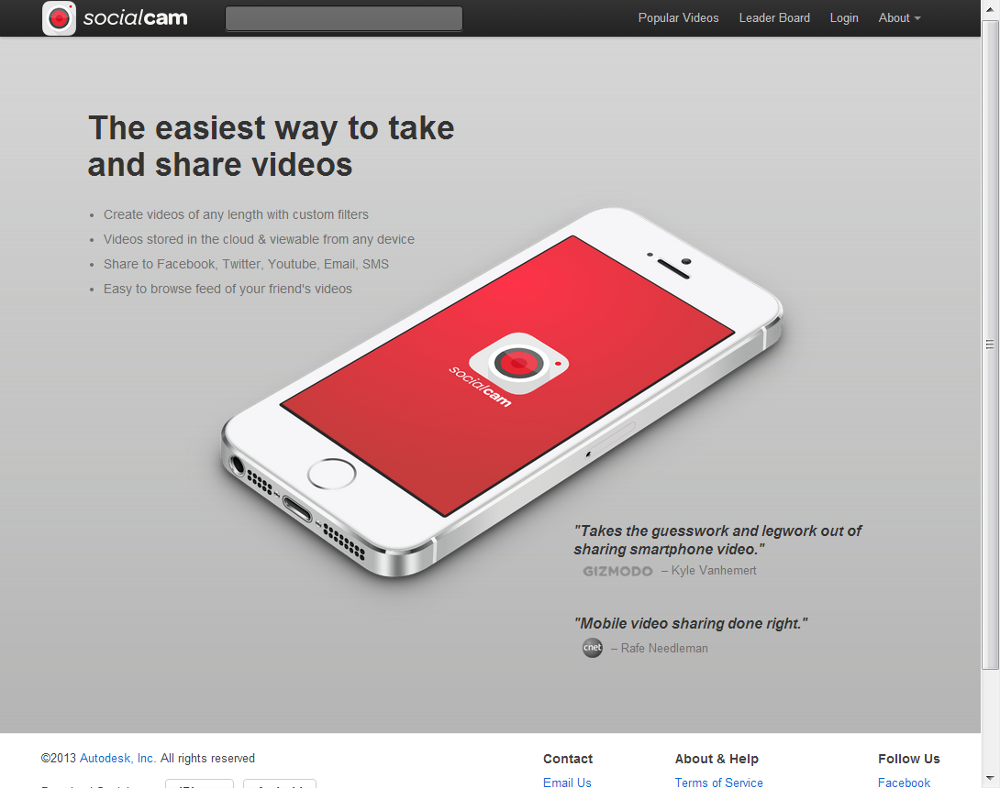 socialcam
Popular Videos
Leader Board
Login
About
The easiest way to take
and share videos
Create videos of any length with custom filters
Videos stored in the cloud & viewable from any device
Share to Facebook, Twitter, Youtube, Email, SMS
Easy to browse feed of your friend's videos
socialcam
"Takes the guesswork and legwork out of
sharing smartphone video."
GIZMODO – Kyle Vanhemert
"Mobile video sharing done right."
cnet – Rafe Needleman
©2013 Autodesk, Inc. All rights reserved
Contact
Email Us
About & Help
Terms of Service
Follow Us
Facebook